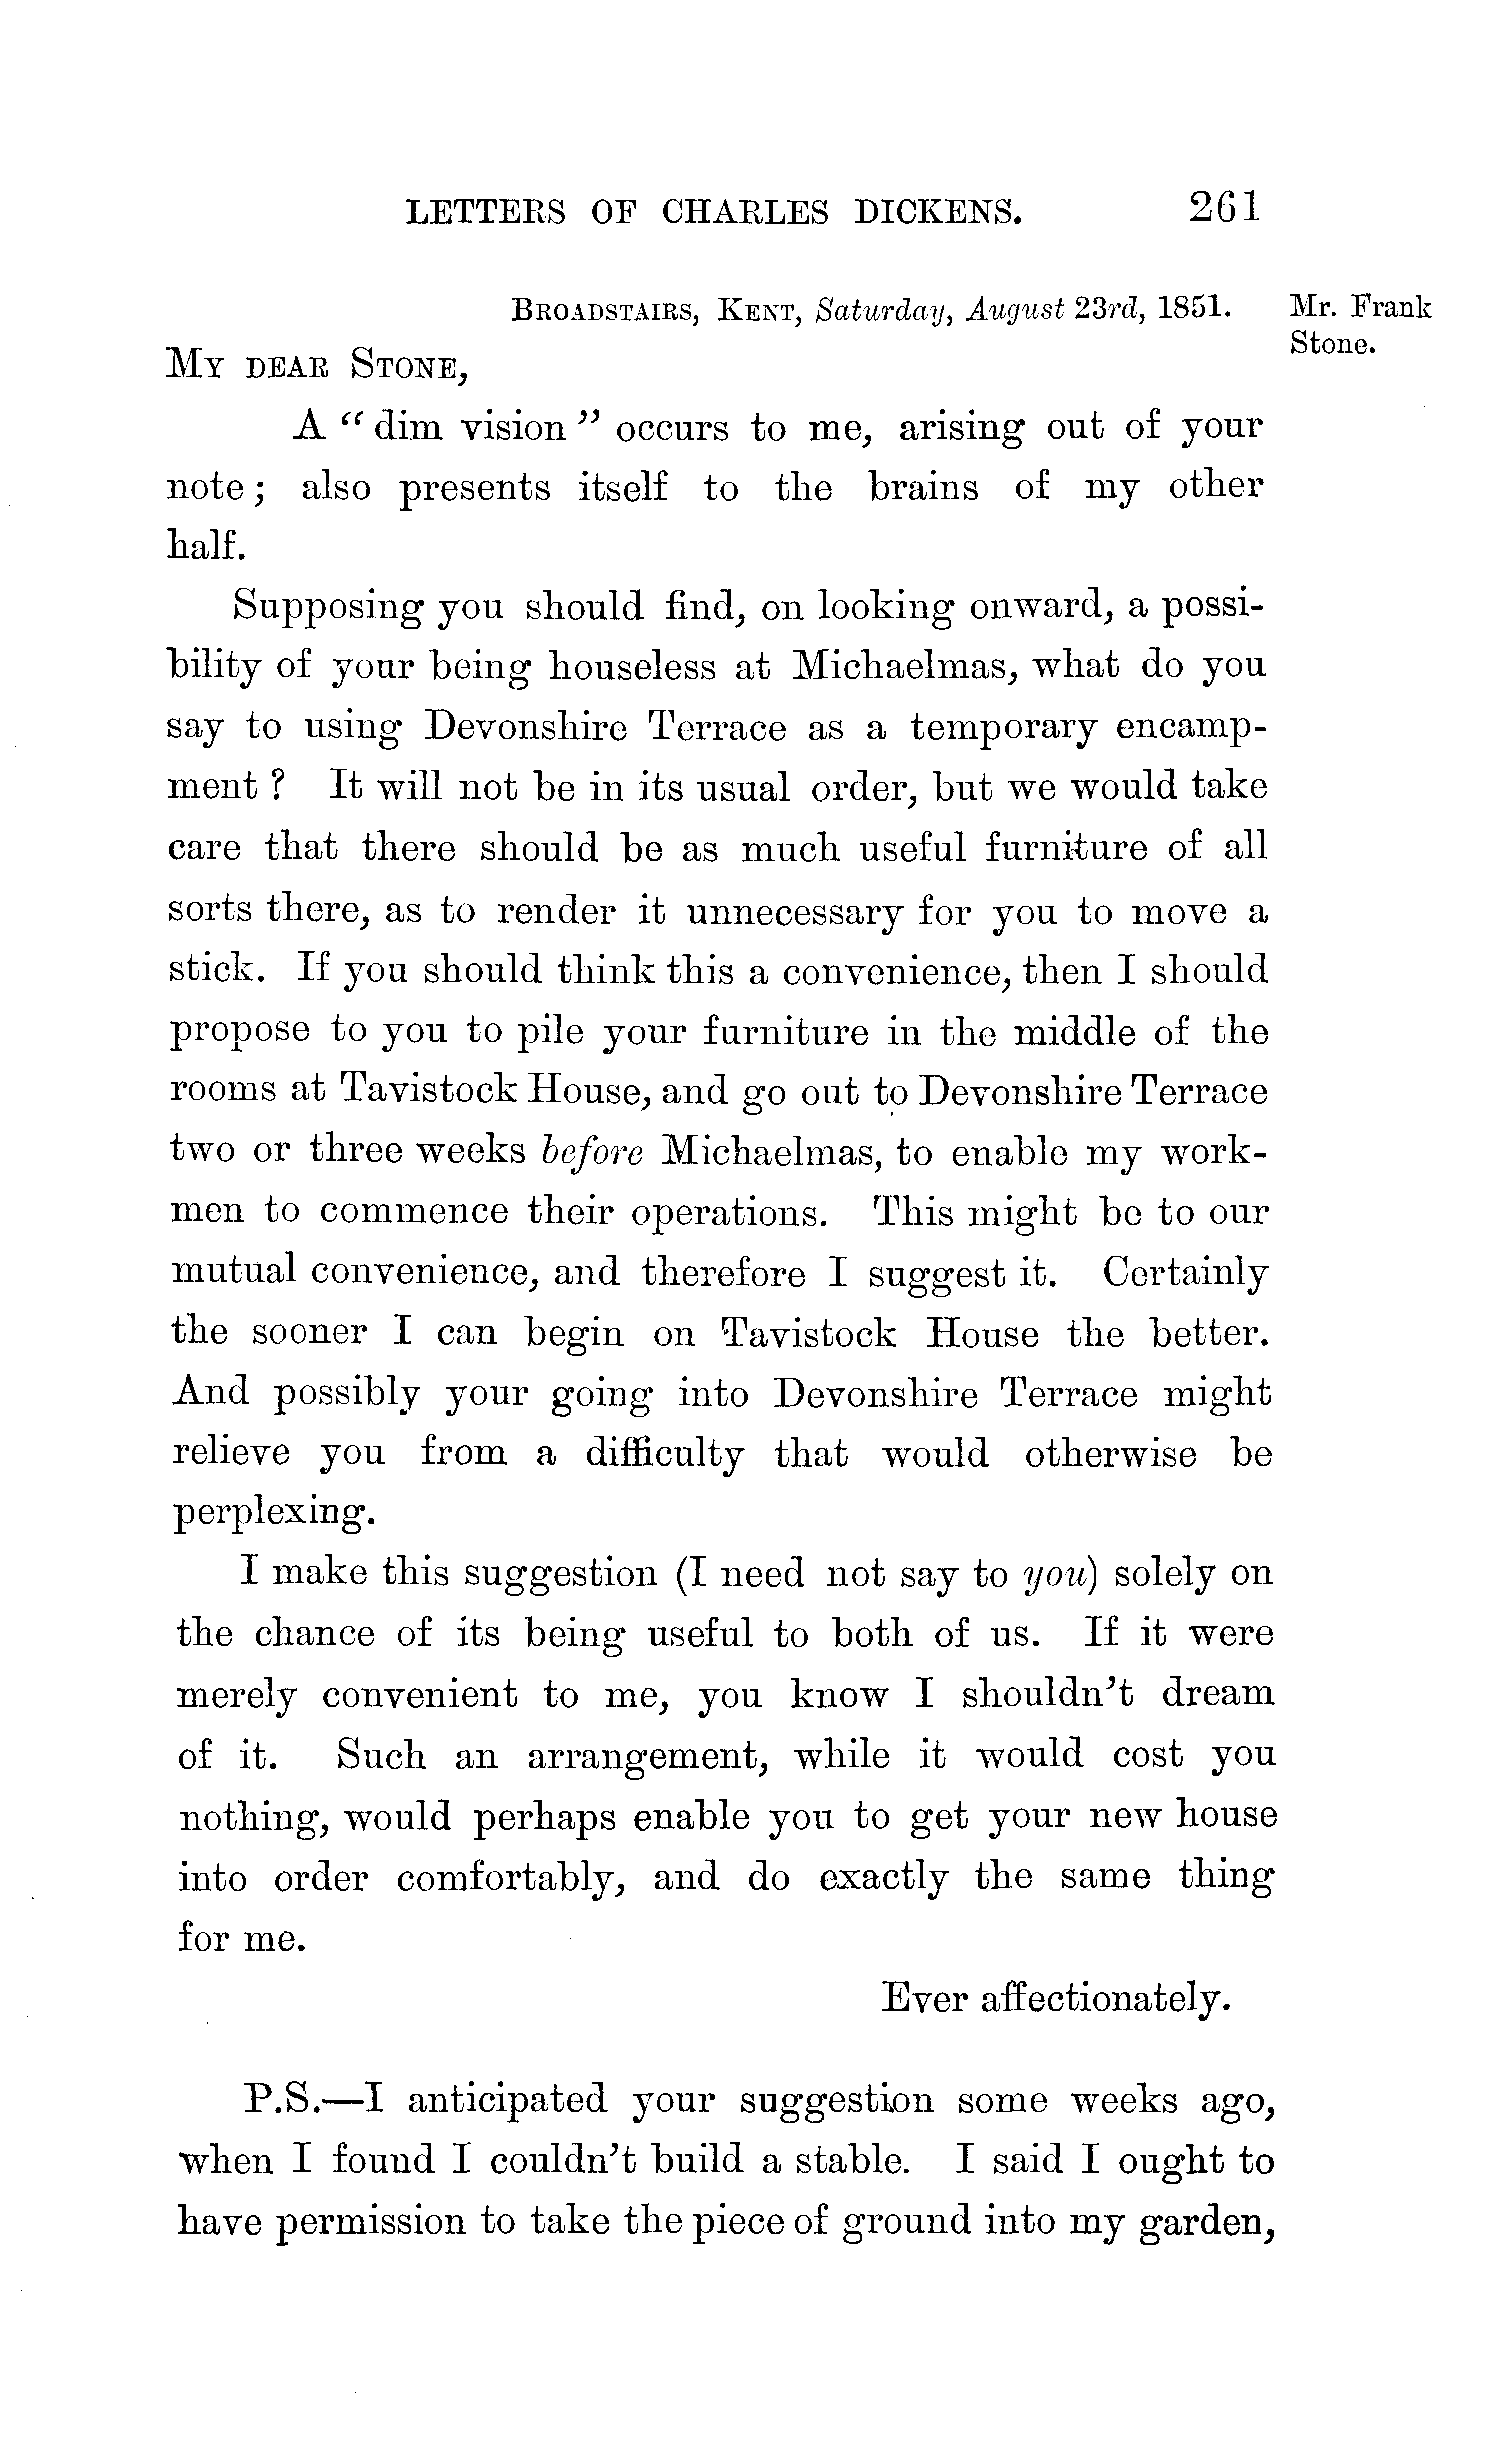 LETTERS OF CHARLES DICKENS. 261
BROADSTAIRS, KENT, Saturday, August 23rd, 1851.
Mr. Frank
Stone.
MY DEAR STONE,
A “dim vision” occurs to me, arising out of your
note; also presents itself to the brains of my other
half.
Supposing you should find, on looking onward, a possi-
bility of your being houseless at Michaelmas, what do you
say to using Devonshire Terrace as a temporary encamp-
ment? It will not be in its usual order, but we would take
care that there should be as much useful furniture of all
sorts there, as to render it unnecessary for you to move a
stick. If you should think this a convenience, then I should
propose to you to pile your furniture in the middle of the
rooms at Tavistock House, and go out to Devonshire Terrace
two or three weeks before Michaelmas, to enable my work-
men to commence their operations. This might be to our
mutual convenience, and therefore I suggest it. Certainly
the sooner I can begin on Tavistock House the better.
And possibly your going into Devonshire Terrace might
relieve you from a difficulty that would otherwise be
perplexing.
I make this suggestion (I need not say to you) solely on
the chance of its being useful to both of us. If it were
merely convenient to me, you know I shouldn’t dream
of it. Such an arrangement, while it would cost you
nothing, would perhaps enable you to get your new house
into order comfortably, and do exactly the same thing
for me.
Ever affectionately.
P.S.—I anticipated your suggestion some weeks ago,
when I found I couldn’t build a stable. I said I ought to
have permission to take the piece of ground into my garden,